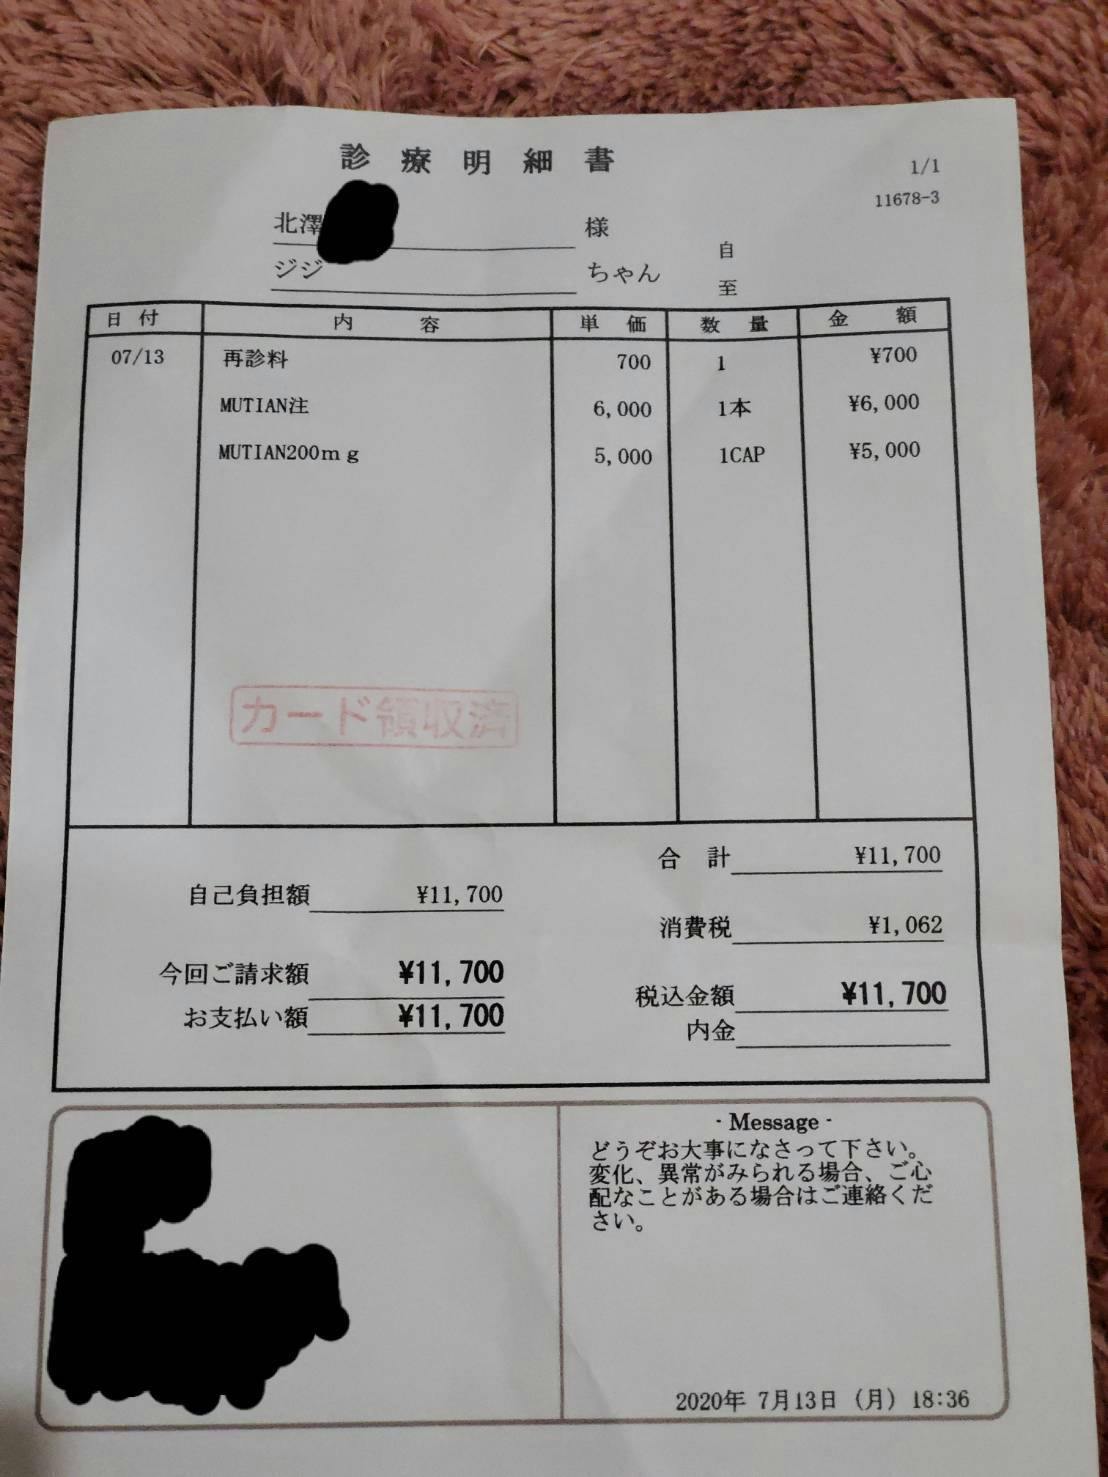 診療明細書
1/1
11678-3
北澤 様
ジジ ちゃん
自
至
日付 内容 単価 数量 金額
07/13 再診料 700 1 ¥700
MUTIAN注 6,000 1本 ¥6,000
MUTIAN200ｍｇ 5,000 1CAP ¥5,000
カード領収済
合計 ¥11,700
自己負担額 ¥11,700
消費税 ¥1,062
今回ご請求額 ¥11,700
税込金額 ¥11,700
お支払い額 ¥11,700
内金
- Message -
どうぞお大事になさって下さい。
変化、異常がみられる場合、ご心
配なことがある場合はご連絡くだ
さい。
2020年 7月13日 (月) 18:36